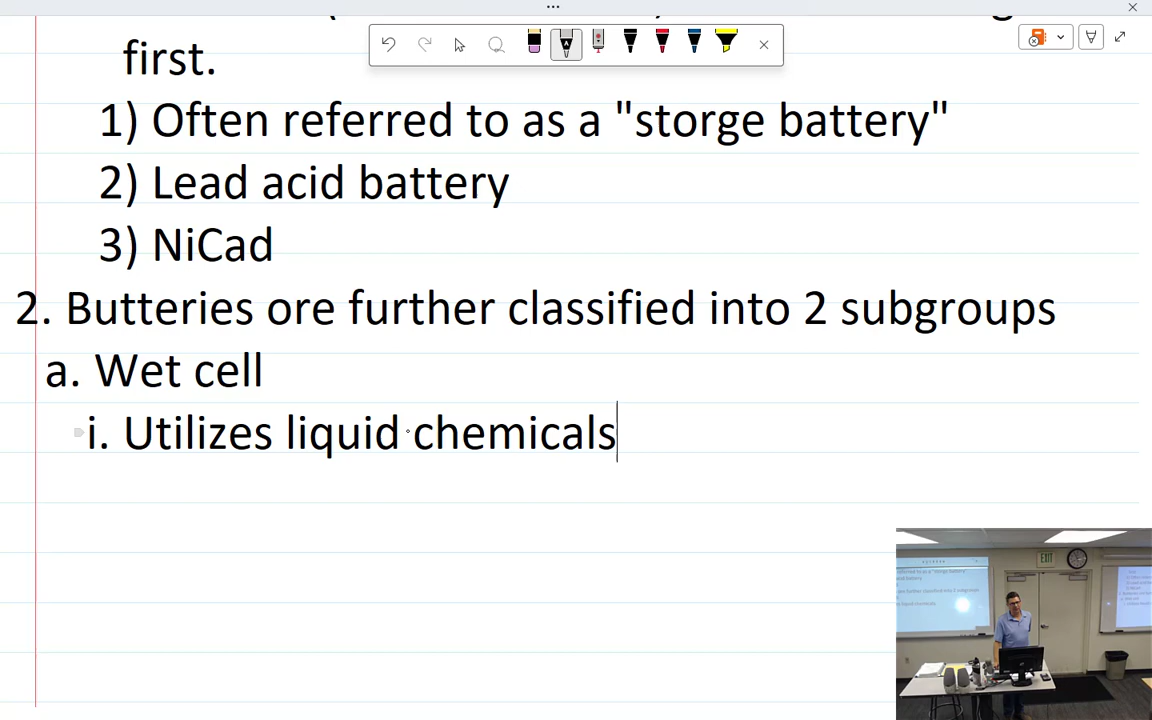 first.
1) Often referred to as a "storge battery"
2) Lead acid battery
3) NiCad
2. Butteries ore further classified into 2 subgroups
a. Wet cell
i. Utilizes liquid chemicals
EXIT